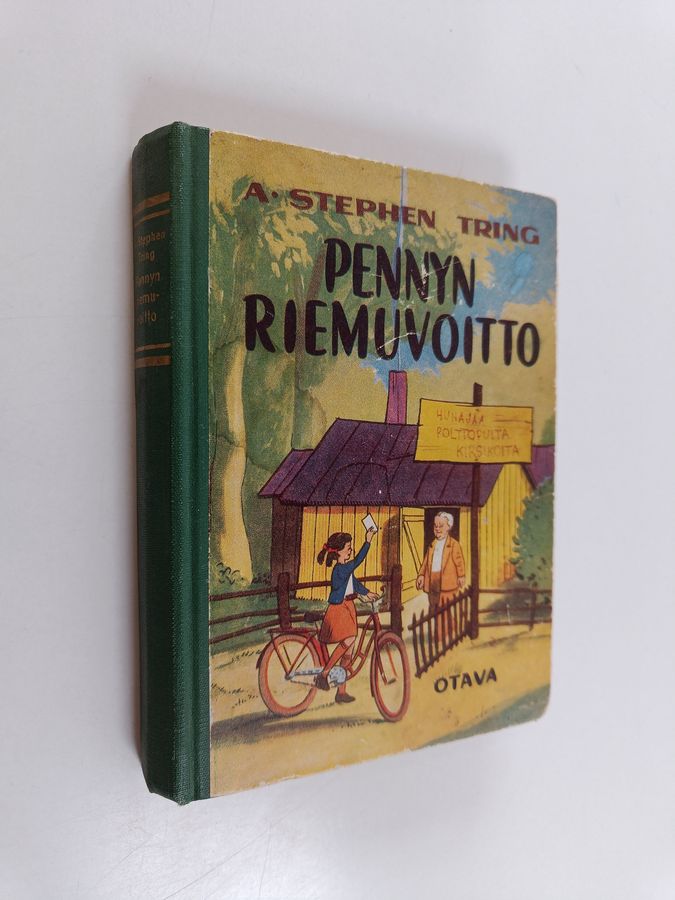 A. STEPHEN TRING
PENNYN
RIEMUVOITTO
HUNAJAA
POLTTOPUITA
KIRSIKOITA
OTAVA
Stephen
Tring
Pennyn
riemu-
voitto